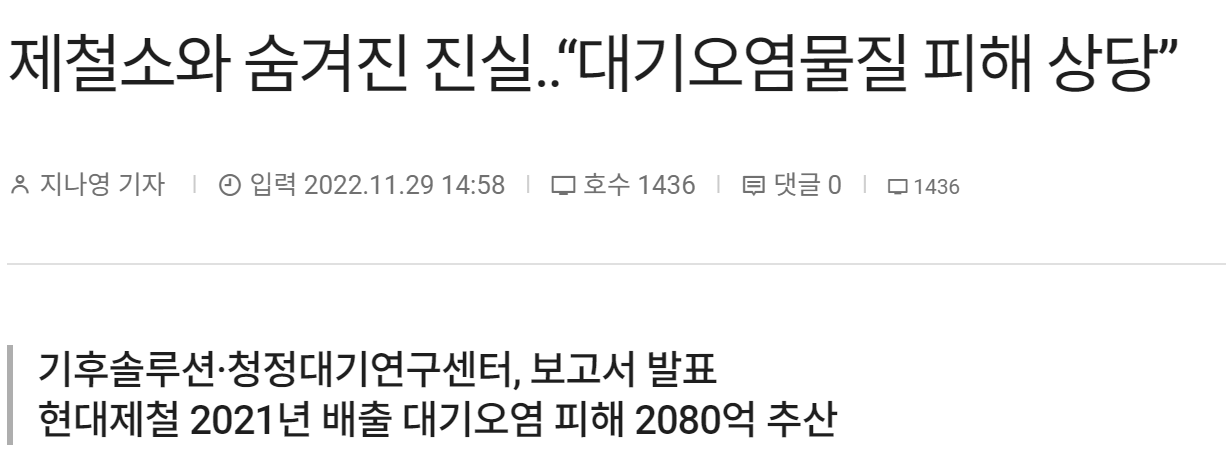 제철소와 숨겨진 진실..“대기오염물질 피해 상당”
지나영 기자 입력 2022.11.29 14:58 호수 1436 댓글 0 1436
기후솔루션·청정대기연구센터, 보고서 발표
현대제철 2021년 배출 대기오염 피해 2080억 추산